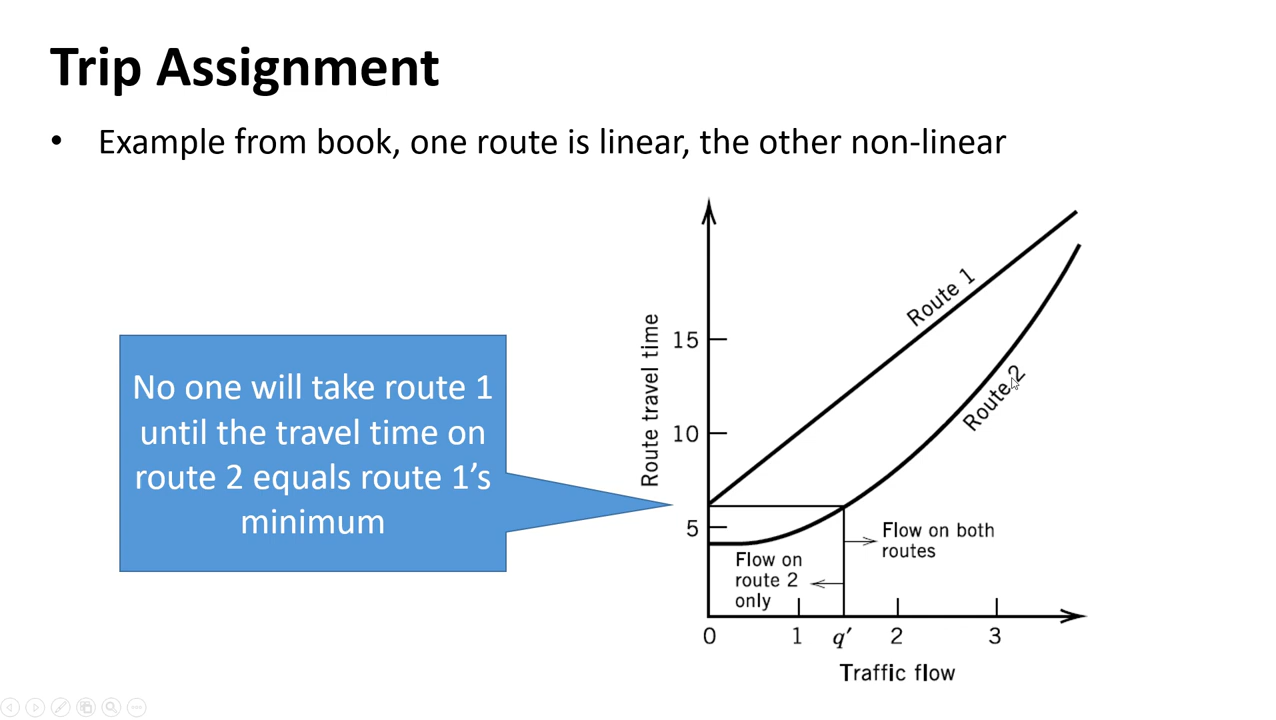 Trip Assignment
• Example from book, one route is linear, the other non-linear
No one will take route 1
until the travel time on
route 2 equals route 1’s
minimum
Route travel time
15
10
5
Route 1
Route 2
Flow on both
routes
Flow on
route 2
only
0 1 q′ 2 3
Traffic flow